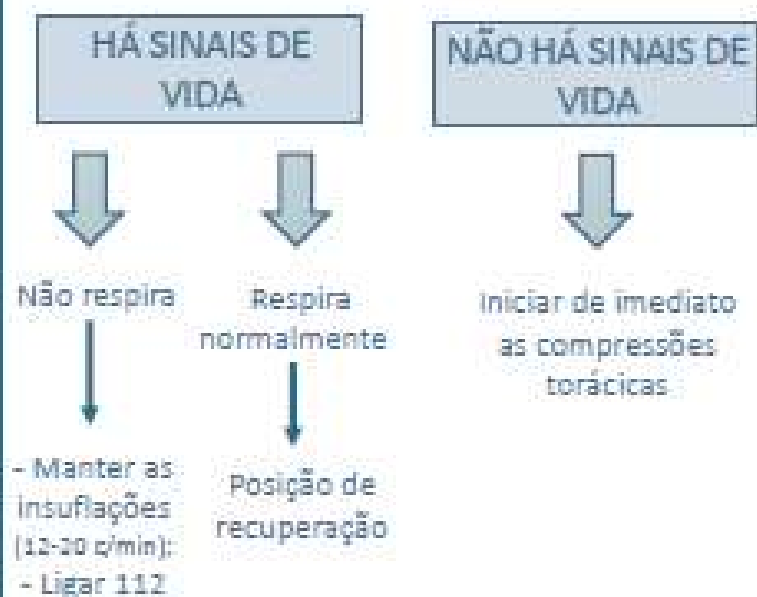 HÁ SINAIS DE
VIDA
NÃO HÁ SINAIS DE
VIDA
Não respira
Respira
normalmente
Iniciar de imediato
as compressões
torácicas
- Manter as
insuflações
(12-20 c/min);
- Ligar 112
Posição de
recuperação